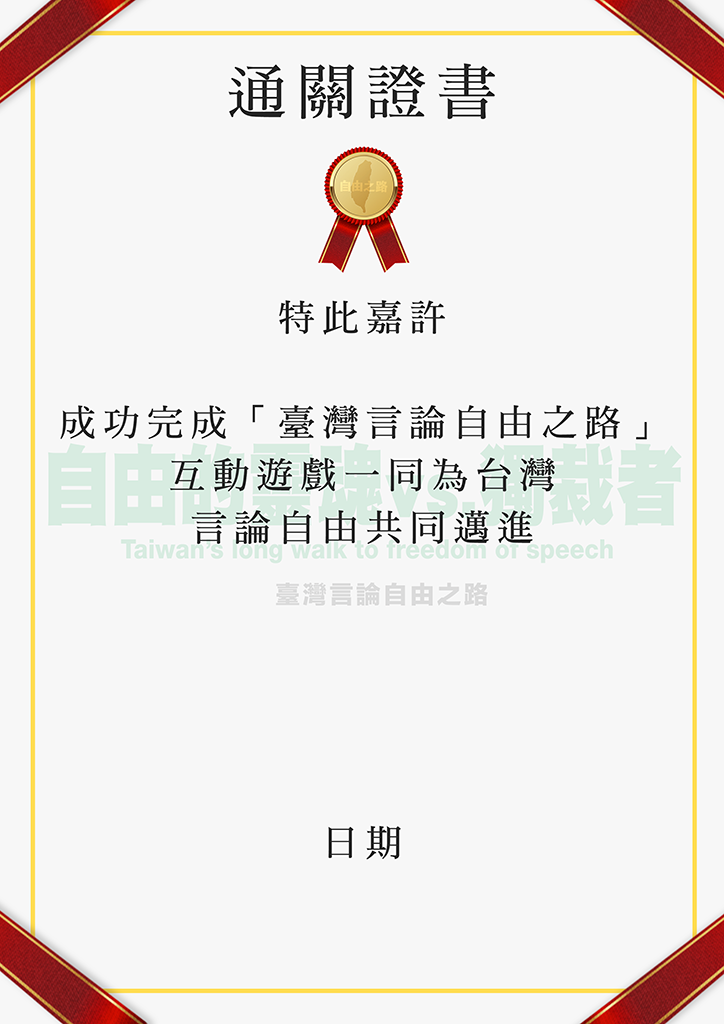 通關證書
自由之路
特此嘉許
成功完成「臺灣言論自由之路」
互動遊戲一同為台灣
言論自由共同邁進
自由的靈魂vs.獨裁者
Taiwan's long walk to freedom of speech
臺灣言論自由之路
日期